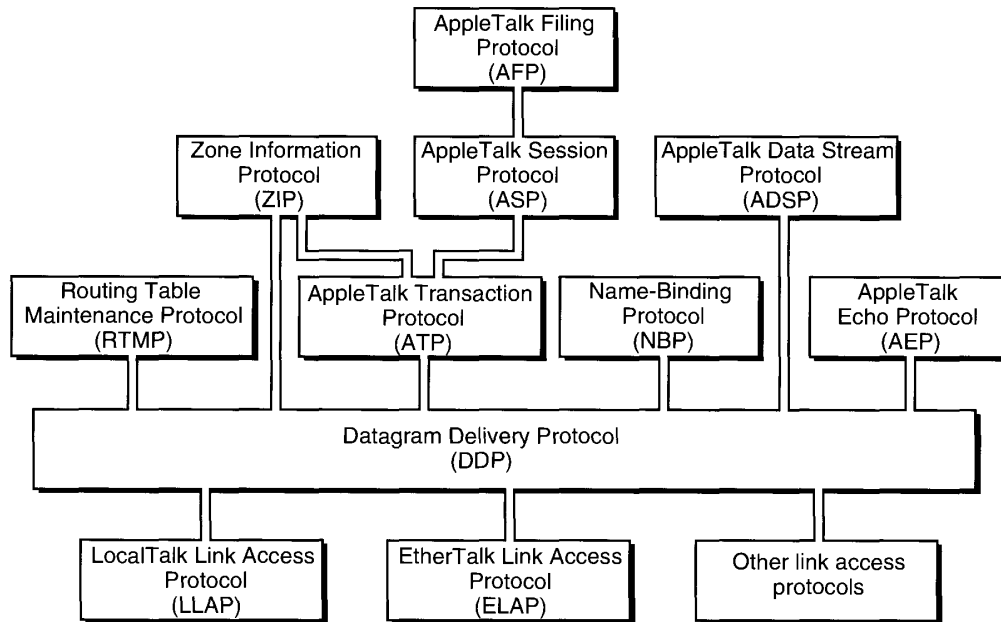 AppleTalk Filing
Protocol
(AFP)
Zone Information
Protocol
(ZIP)
AppleTalk Session
Protocol
(ASP)
AppleTalk Data Stream
Protocol
(ADSP)
Routing Table
Maintenance Protocol
(RTMP)
AppleTalk Transaction
Protocol
(ATP)
Name-Binding
Protocol
(NBP)
AppleTalk
Echo Protocol
(AEP)
Datagram Delivery Protocol
(DDP)
LocalTalk Link Access
Protocol
(LLAP)
EtherTalk Link Access
Protocol
(ELAP)
Other link access
protocols